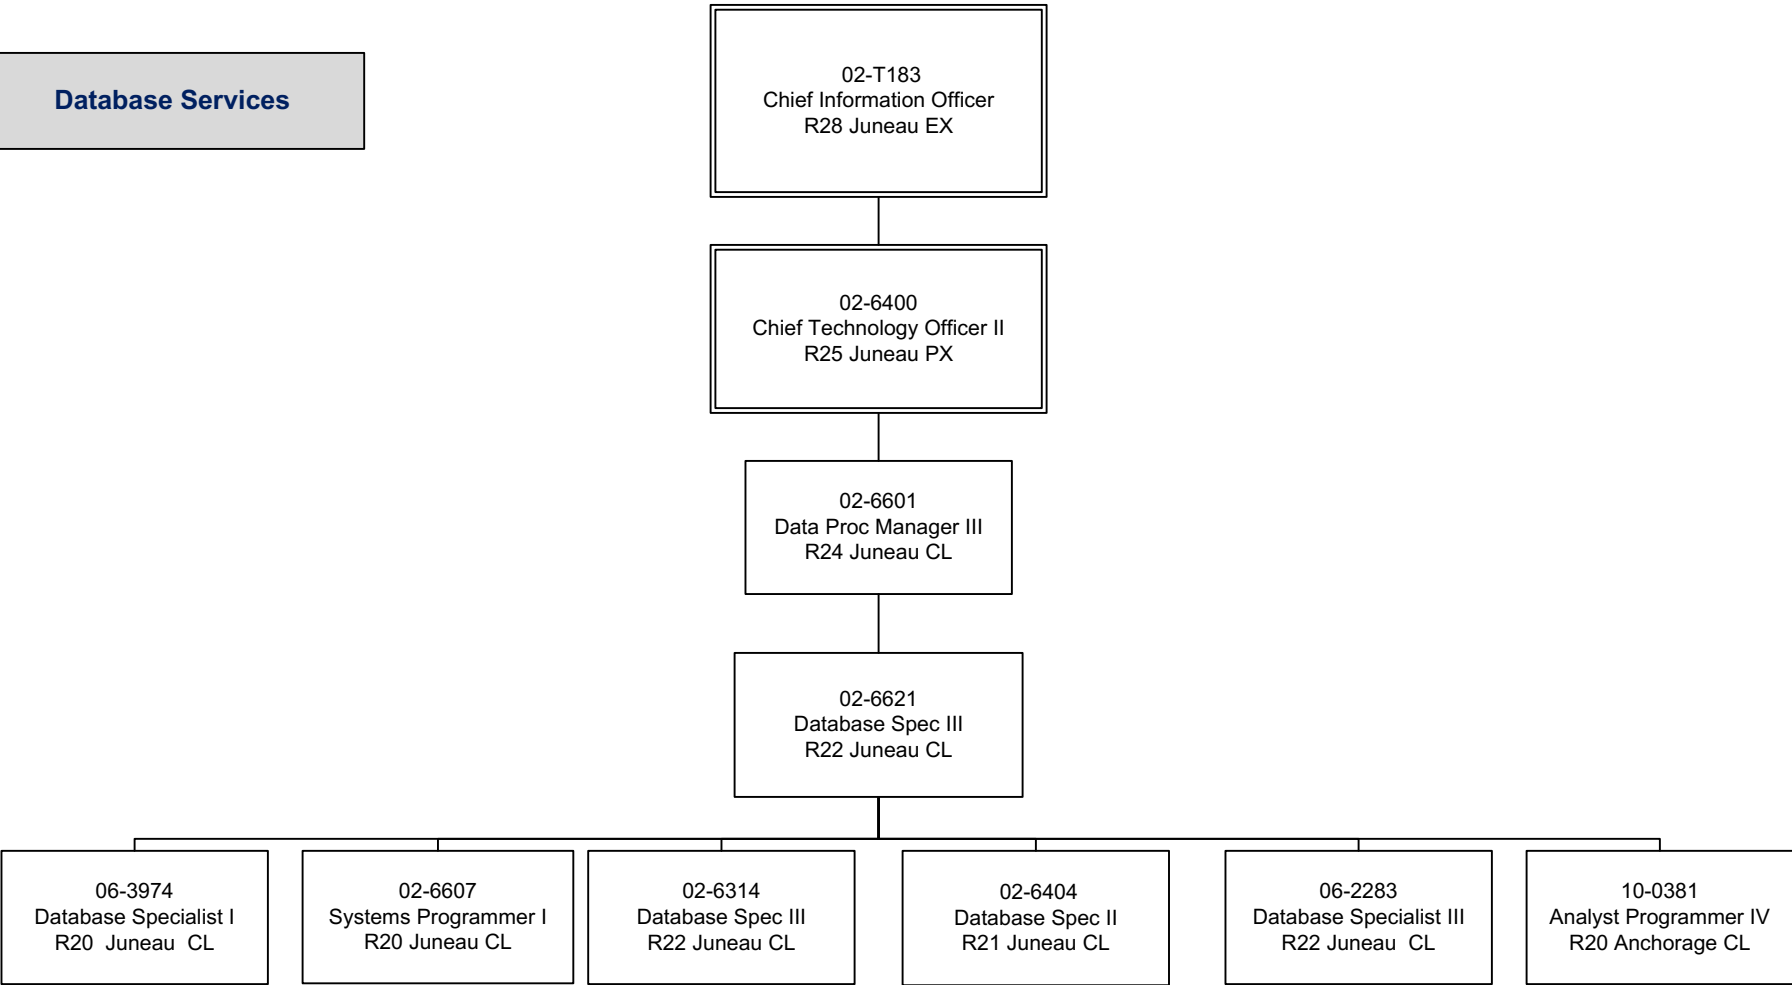 Database Services
02-T183
Chief Information Officer
R28 Juneau EX
02-6400
Chief Technology Officer II
R25 Juneau PX
02-6601
Data Proc Manager III
R24 Juneau CL
02-6621
Database Spec III
R22 Juneau CL
06-3974
Database Specialist I
R20 Juneau CL
02-6607
Systems Programmer I
R20 Juneau CL
02-6314
Database Spec III
R22 Juneau CL
02-6404
Database Spec II
R21 Juneau CL
06-2283
Database Specialist III
R22 Juneau CL
10-0381
Analyst Programmer IV
R20 Anchorage CL